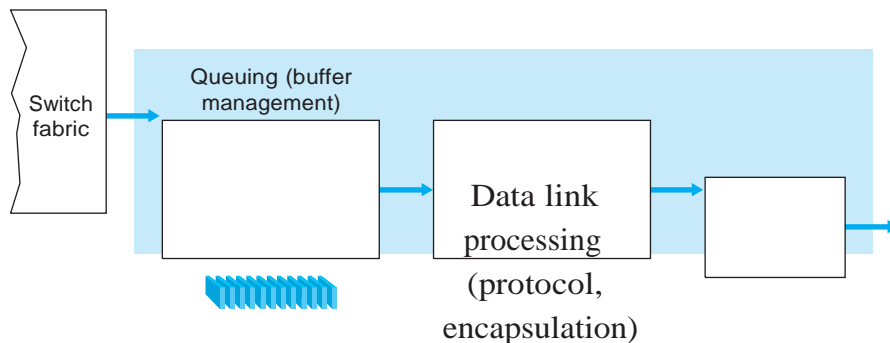 Switch
fabric
Queuing (buffer
management)
Data link
processing
(protocol,
encapsulation)